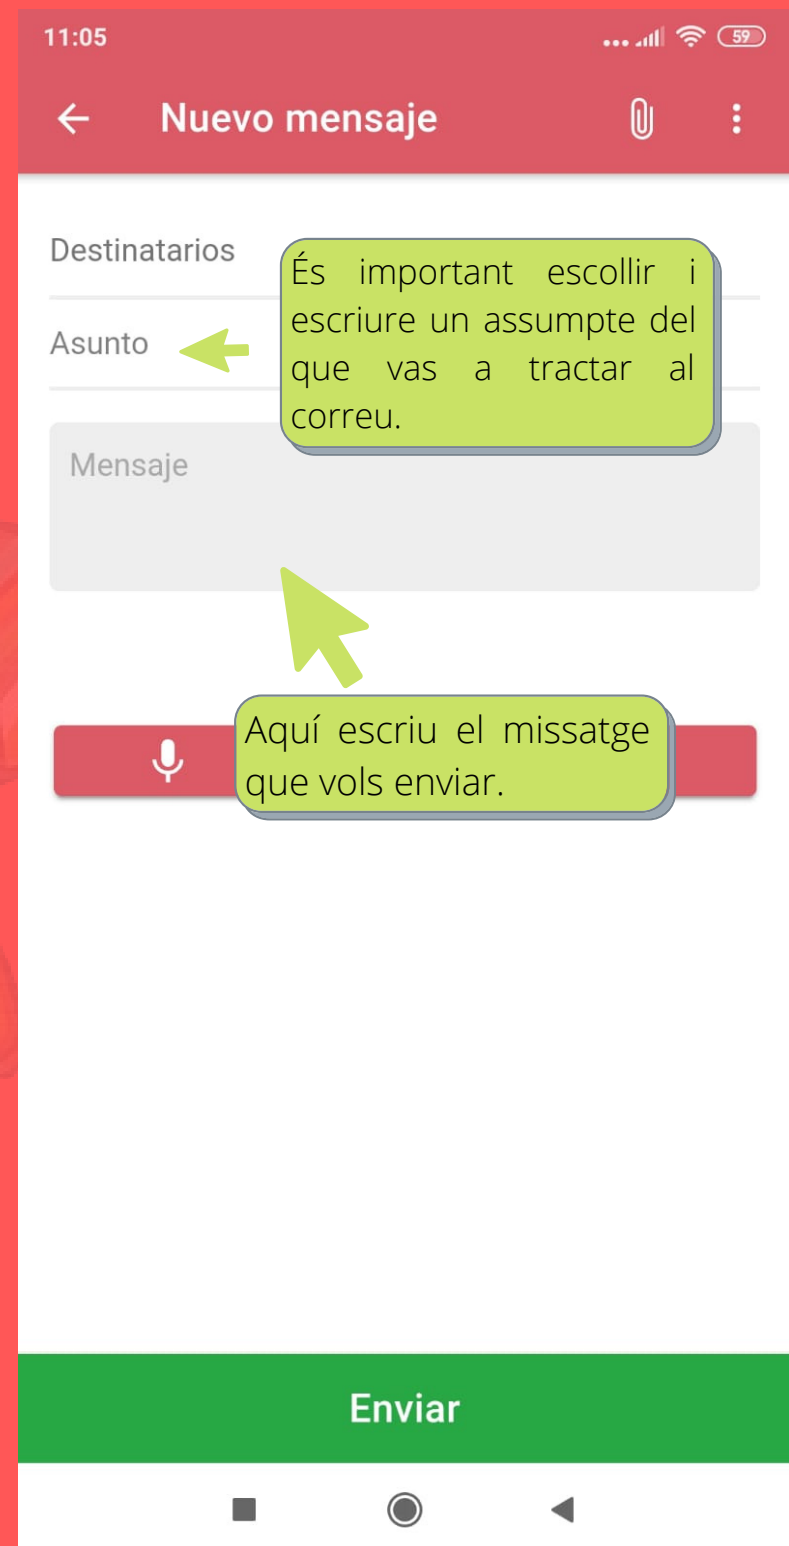 11:05
59
Nuevo mensaje
Destinatarios
És important escollir i
escriure un assumpte del
que vas a tractar al
correu.
Asunto
Mensaje
Aquí escriu el missatge
que vols enviar.
Enviar